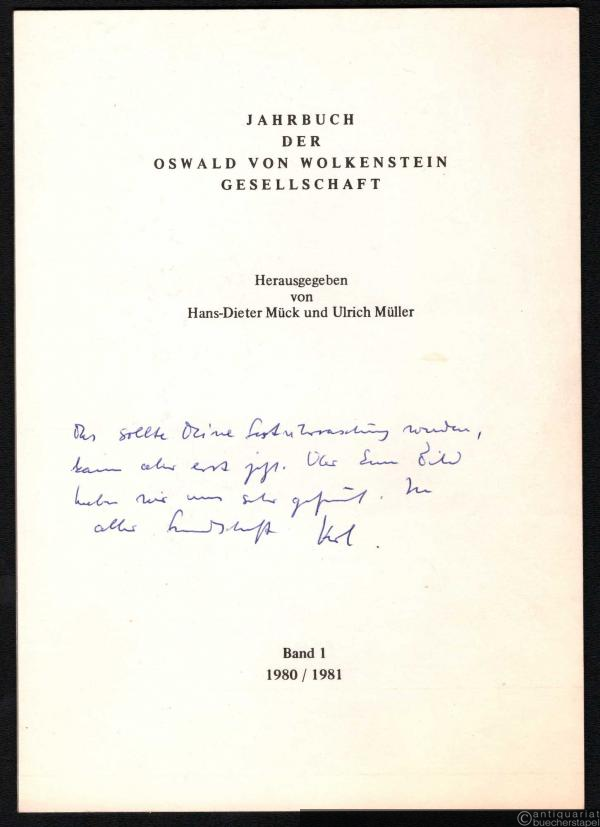 JAHRBUCH
DER
OSWALD VON WOLKENSTEIN
GESELLSCHAFT
Herausgegeben
von
Hans-Dieter Mück und Ulrich Müller
Das sollte Deine werden,
kam aber erst jetzt. Über Euer Bild
haben wir uns sehr gefreut. In
alter Freundschaft
Band 1
1980 / 1981
antiquariat
buecherstapel